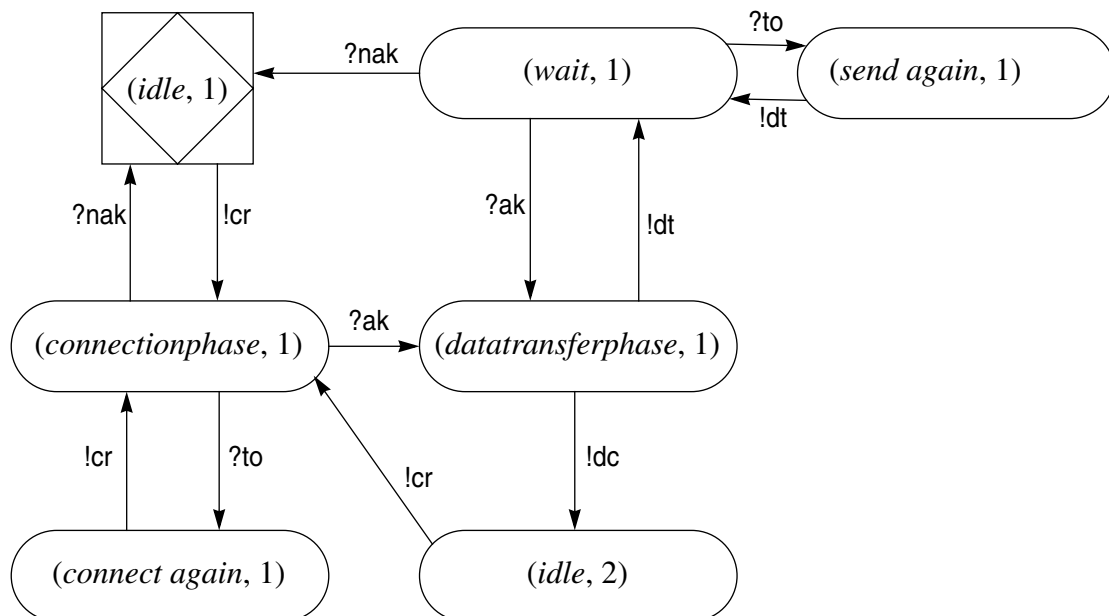 ?to
?nak
(idle, 1)
(wait, 1)
(send again, 1)
!dt
?nak
!cr
?ak
!dt
?ak
(connectionphase, 1)
(datatransferphase, 1)
!cr
?to
!cr
!dc
(connect again, 1)
(idle, 2)